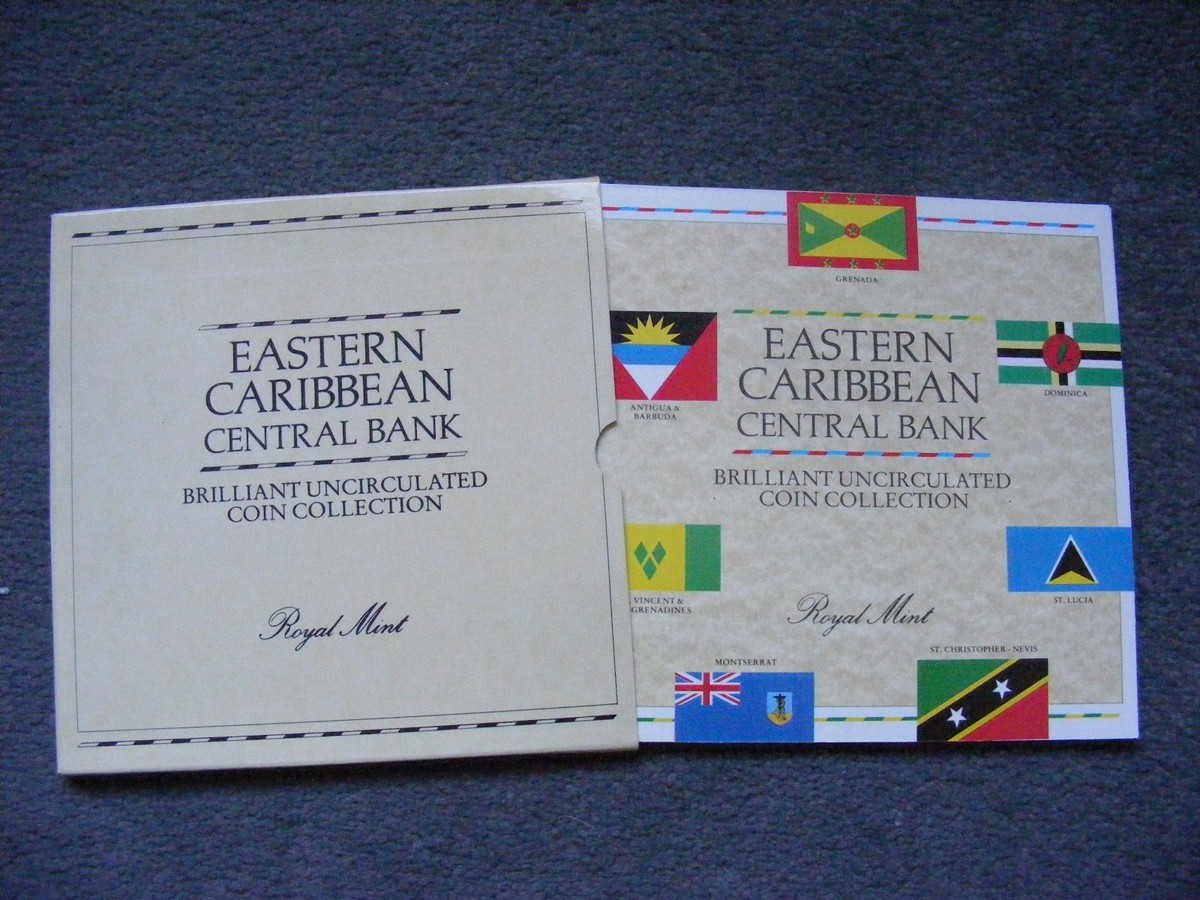 EASTERN
CARIBBEAN
CENTRAL BANK
BRILLIANT UNCIRCULATED
COIN COLLECTION
Royal Mint
GRENADA
ANTIGUA &
BARBUDA
EASTERN
CARIBBEAN
CENTRAL BANK
DOMINICA
BRILLIANT UNCIRCULATED
COIN COLLECTION
VINCENT &
GRENADINES
Royal Mint
ST. LUCIA
MONTSERRAT
ST. CHRISTOPHER - NEVIS